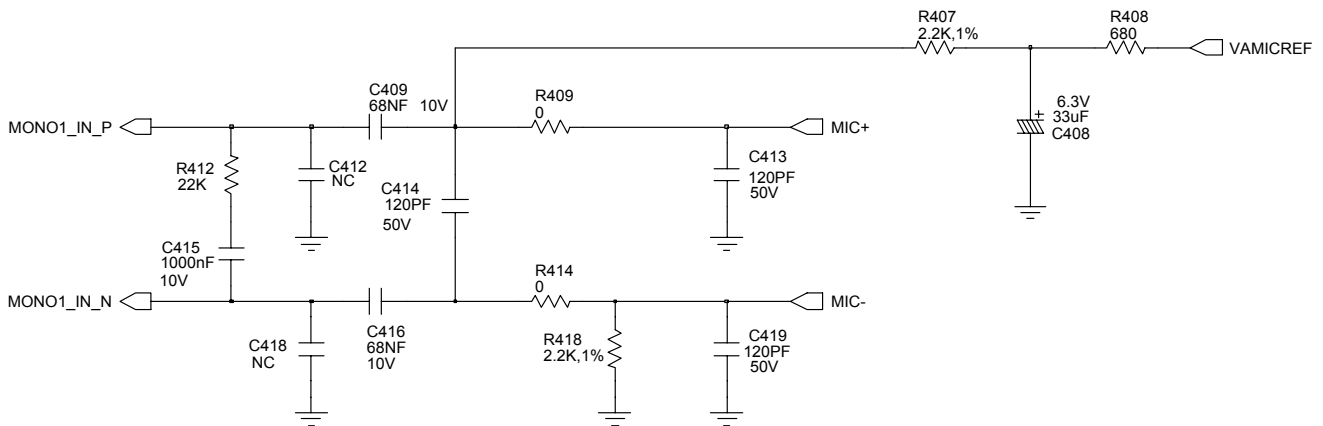 R407
2.2K,1%
R408
680
VAMICREF
C409
68NF 10V
R409
0
6.3V
+
33uF
C408
MONO1_IN_P
MIC+
R412
22K
C412
NC
C414
120PF
50V
C413
120PF
50V
C415
1000nF
10V
R414
0
MONO1_IN_N
MIC-
C418
NC
C416
68NF
10V
R418
2.2K,1%
C419
120PF
50V